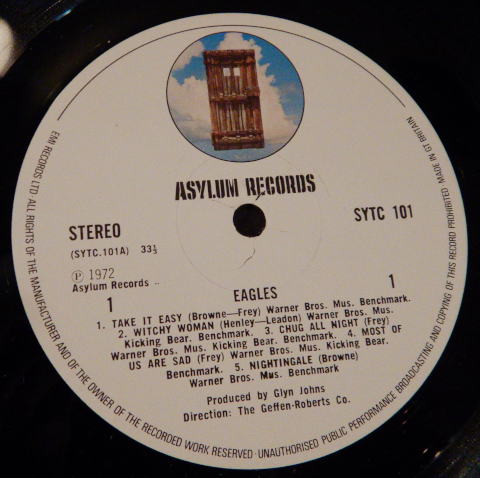 ASYLUM RECORDS
STEREO
SYTC 101
(SYTC.101A) 33⅓
Ⓟ 1972
Asylum Records ..
1
EAGLES
1
1. TAKE IT EASY (Browne—Frey) Warner Bros. Mus. Benchmark.
2. WITCHY WOMAN (Henley—Leadon) Warner Bros. Mus.
Kicking Bear. Benchmark. 3. CHUG ALL NIGHT (Frey)
Warner Bros. Mus. Kicking Bear. Benchmark. 4. MOST OF
US ARE SAD (Frey) Warner Bros. Mus. Kicking Bear.
Benchmark. 5. NIGHTINGALE (Browne)
Warner Bros. Mus. Benchmark
Produced by Glyn Johns
Direction: The Geffen-Roberts Co.
EMI RECORDS LTD ALL RIGHTS OF THE MANUFACTURER AND OF THE OWNER OF THE RECORDED WORK RESERVED · UNAUTHORISED PUBLIC PERFORMANCE BROADCASTING AND COPYING OF THIS RECORD PROHIBITED · MADE IN GT BRITAIN